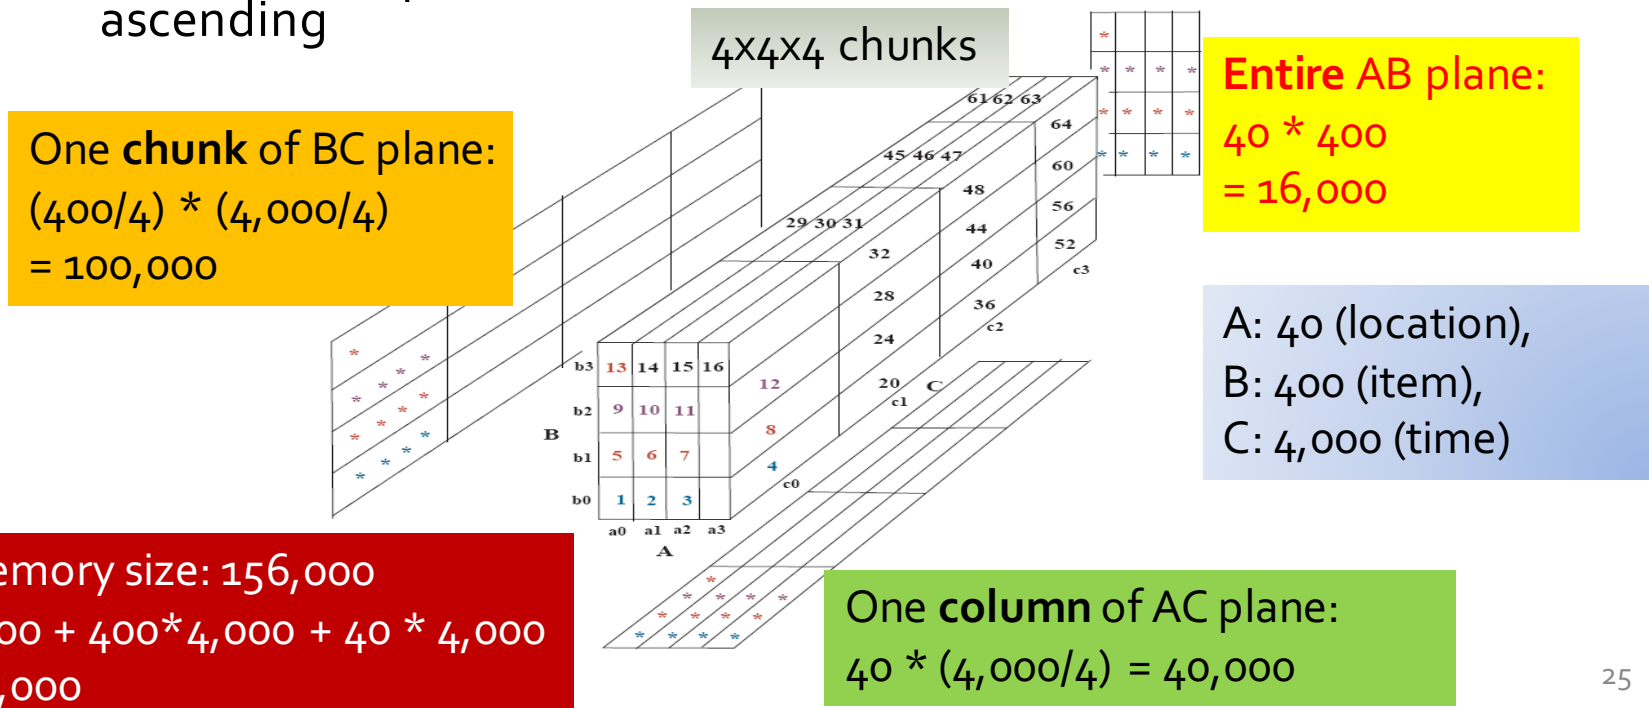 ascending
4x4x4 chunks
Entire AB plane:
40 * 400
= 16,000
One chunk of BC plane:
(400/4) * (4,000/4)
= 100,000
61 62 63
64
45 46 47
60
48
56
29 30 31
44
52
32
40
c3
28
36
c2
24
A: 40 (location),
B: 400 (item),
C: 4,000 (time)
b3 13 14 15 16
12
20 C
c1
b2 9 10 11
B
8
b1 5 6 7
4
c0
b0 1 2 3
a0 a1 a2 a3
A
size: 156,000
+ 400*4,000 + 40 * 4,000
One column of AC plane:
40 * (4,000/4) = 40,000
25